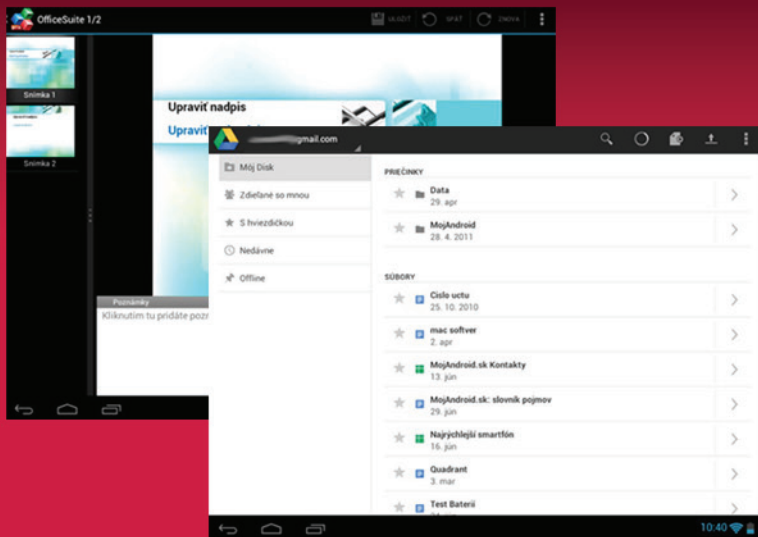 OfficeSuite 1/2
ULOŽIŤ
SPÄŤ
ZNOVA
Snímka 1
Snímka 2
Upraviť nadpis
Upraviť
Poznámky
Kliknutím tu pridáte pozn
gmail.com
Môj Disk
Zdieľané so mnou
S hviezdičkou
Nedávne
Offline
PRIEČINKY
Data
29. apr
MojAndroid
28. 4. 2011
SÚBORY
Cislo uctu
25. 10. 2010
mac softver
2. apr
MojAndroid.sk Kontakty
13. jún
MojAndroid.sk: slovník pojmov
29. jún
Najrýchlejší smartfón
16. jún
Quadrant
3. mar
Test Baterii
10:40